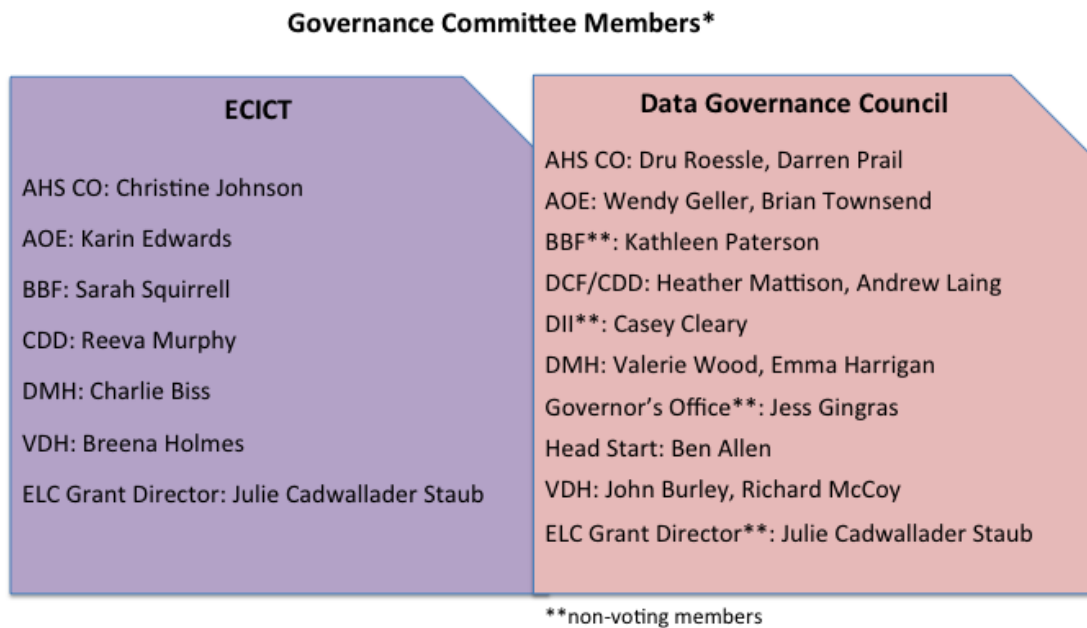 Governance Committee Members*
ECICT
AHS CO: Christine Johnson
AOE: Karin Edwards
BBF: Sarah Squirrell
CDD: Reeva Murphy
DMH: Charlie Biss
VDH: Breena Holmes
ELC Grant Director: Julie Cadwallader Staub
Data Governance Council
AHS CO: Dru Roessle, Darren Prail
AOE: Wendy Geller, Brian Townsend
BBF**: Kathleen Paterson
DCF/CDD: Heather Mattison, Andrew Laing
DII**: Casey Cleary
DMH: Valerie Wood, Emma Harrigan
Governor's Office**: Jess Gingras
Head Start: Ben Allen
VDH: John Burley, Richard McCoy
ELC Grant Director**: Julie Cadwallader Staub
**non-voting members